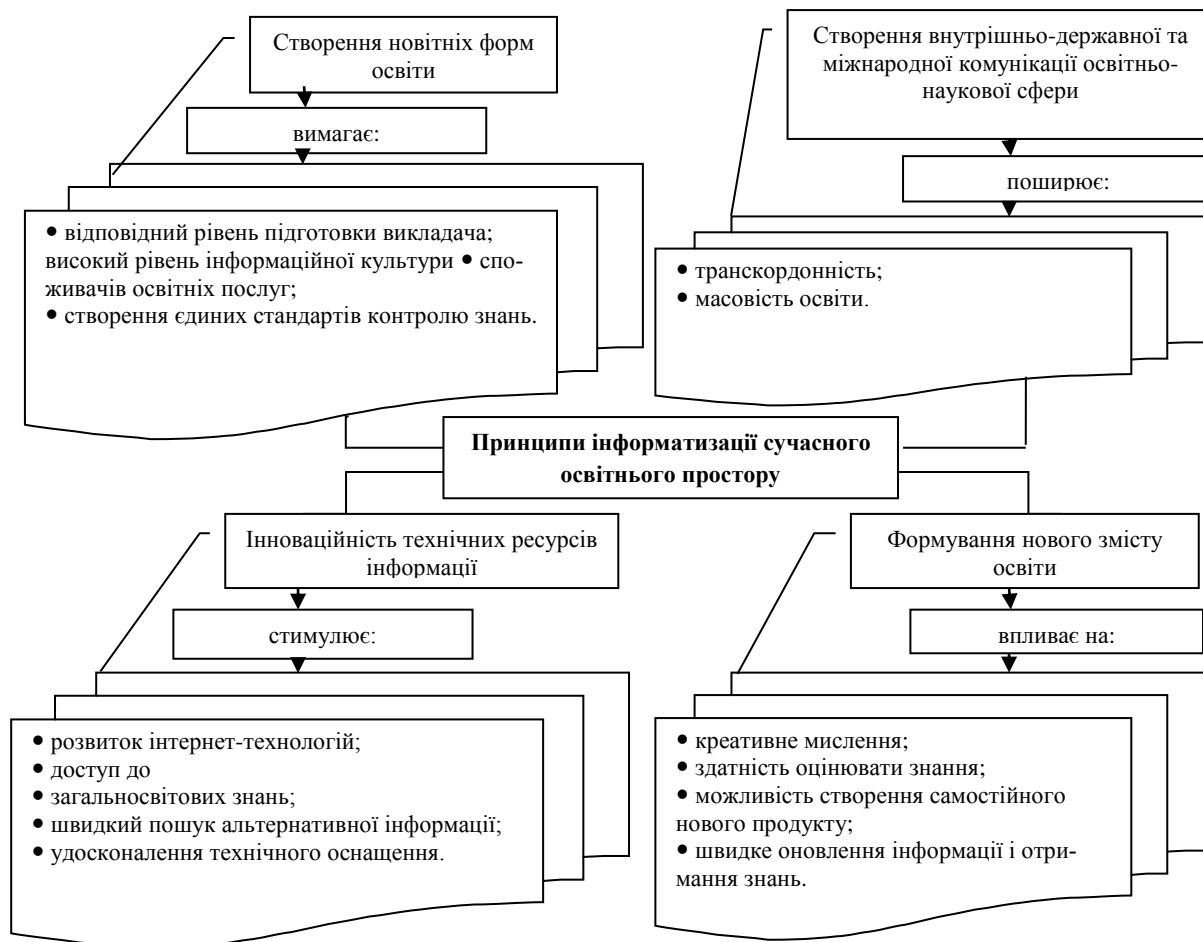 Створення новітніх форм
освіти
вимагає:
● відповідний рівень підготовки викладача;
високий рівень інформаційної культури ● спо-
живачів освітніх послуг;
● створення єдиних стандартів контролю знань.
Створення внутрішньо-державної та
міжнародної комунікації освітньо-
наукової сфери
поширює:
● транскордонність;
● масовість освіти.
Принципи інформатизації сучасного
освітнього простору
Інноваційність технічних ресурсів
інформації
стимулює:
● розвиток інтернет-технологій;
● доступ до
● загальносвітових знань;
● швидкий пошук альтернативної інформації;
● удосконалення технічного оснащення.
Формування нового змісту
освіти
впливає на:
● креативне мислення;
● здатність оцінювати знання;
● можливість створення самостійного
нового продукту;
● швидке оновлення інформації і отри-
мання знань.